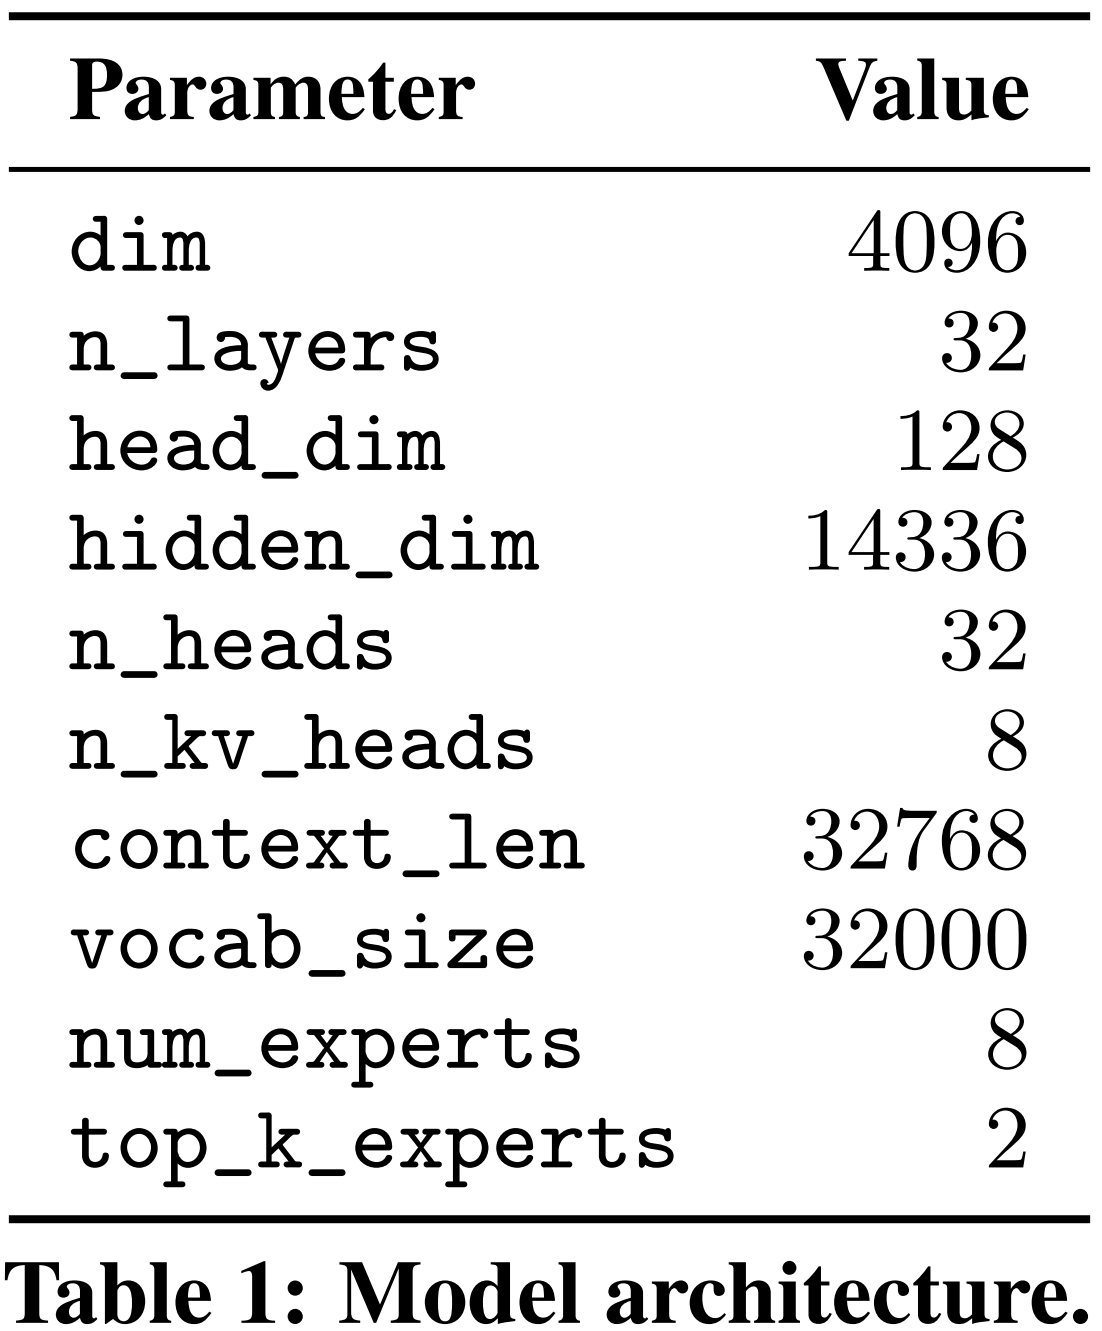 Parameter Value
dim 4096
n_layers 32
head_dim 128
hidden_dim 14336
n_heads 32
n_kv_heads 8
context_len 32768
vocab_size 32000
num_experts 8
top_k_experts 2
Table 1: Model architecture.